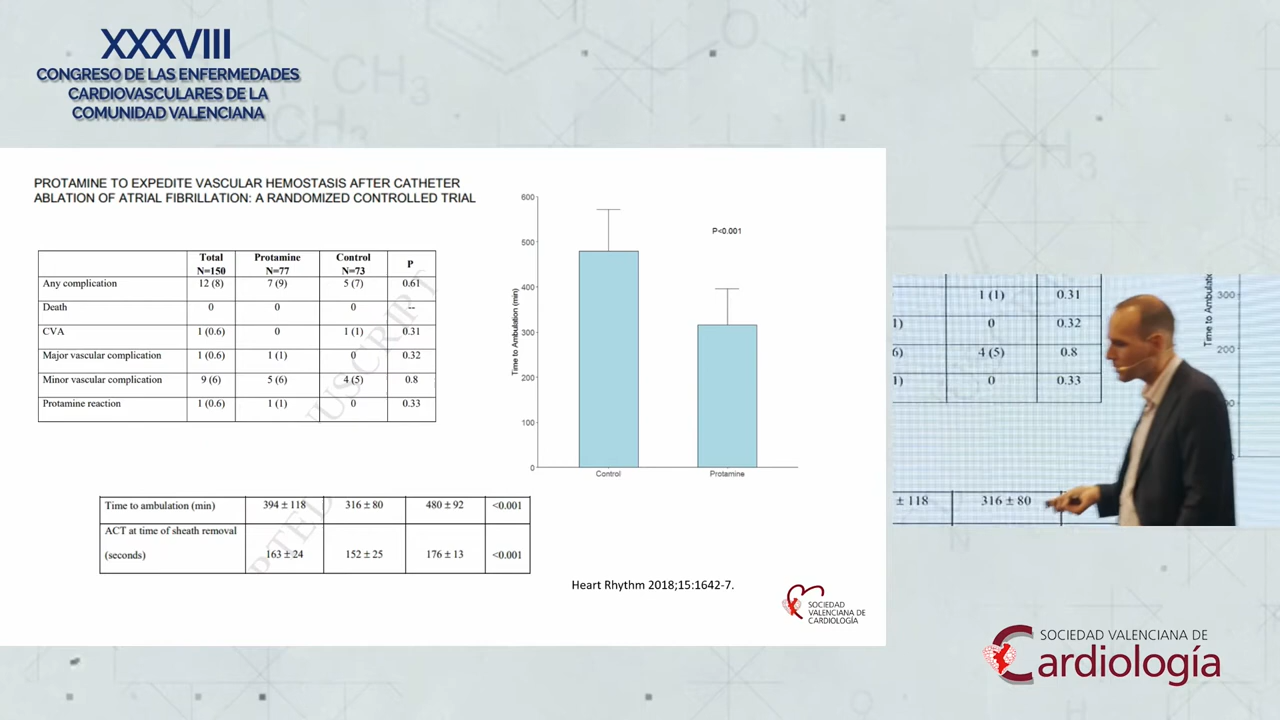 XXXVIII
CONGRESO DE LAS ENFERMEDADES
CARDIOVASCULARES DE LA
COMUNIDAD VALENCIANA
PROTAMINE TO EXPEDITE VASCULAR HEMOSTASIS AFTER CATHETER
ABLATION OF ATRIAL FIBRILLATION: A RANDOMIZED CONTROLLED TRIAL
Total Protamine Control P
N=150 N=77 N=73
Any complication 12 (8) 7 (9) 5 (7) 0.61
Death 0 0 0 --
CVA 1 (0.6) 0 1 (1) 0.31
Major vascular complication 1 (0.6) 1 (1) 0 0.32
Minor vascular complication 9 (6) 5 (6) 4 (5) 0.8
Protamine reaction 1 (0.6) 1 (1) 0 0.33
Time to ambulation (min) 394 ± 118 316 ± 80 480 ± 92 <0.001
ACT at time of sheath removal
(seconds) 163 ± 24 152 ± 25 176 ± 13 <0.001
Time to Ambulation (min)
600
500
400
300
200
100
0
P<0.001
Control Protamine
Heart Rhythm 2018;15:1642-7.
SOCIEDAD
VALENCIANA DE
CARDIOLOGÍA
1 (1) 0.31
1) 0 0.32
6) 4 (5) 0.8
1) 0 0.33
± 118 316 ± 80
Time to Ambula
300
200
SOCIEDAD VALENCIANA DE
Cardiología